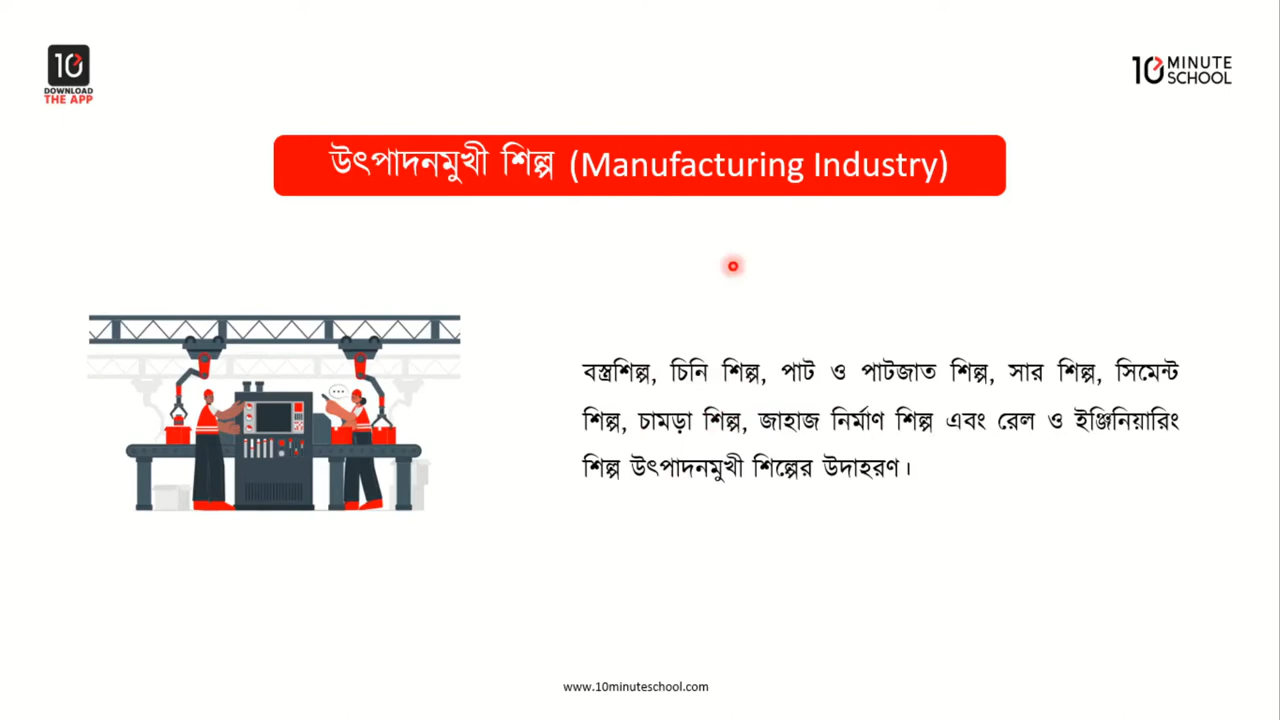 10
DOWNLOAD
THE APP
10 MINUTE
SCHOOL
উৎপাদনমুখী শিল্প (Manufacturing Industry)
বস্ত্রশিল্প, চিনি শিল্প, পাট ও পাটজাত শিল্প, সার শিল্প, সিমেন্ট
শিল্প, চামড়া শিল্প, জাহাজ নির্মাণ শিল্প এবং রেল ও ইঞ্জিনিয়ারিং
শিল্প উৎপাদনমুখী শিল্পের উদাহরণ।
www.10minuteschool.com